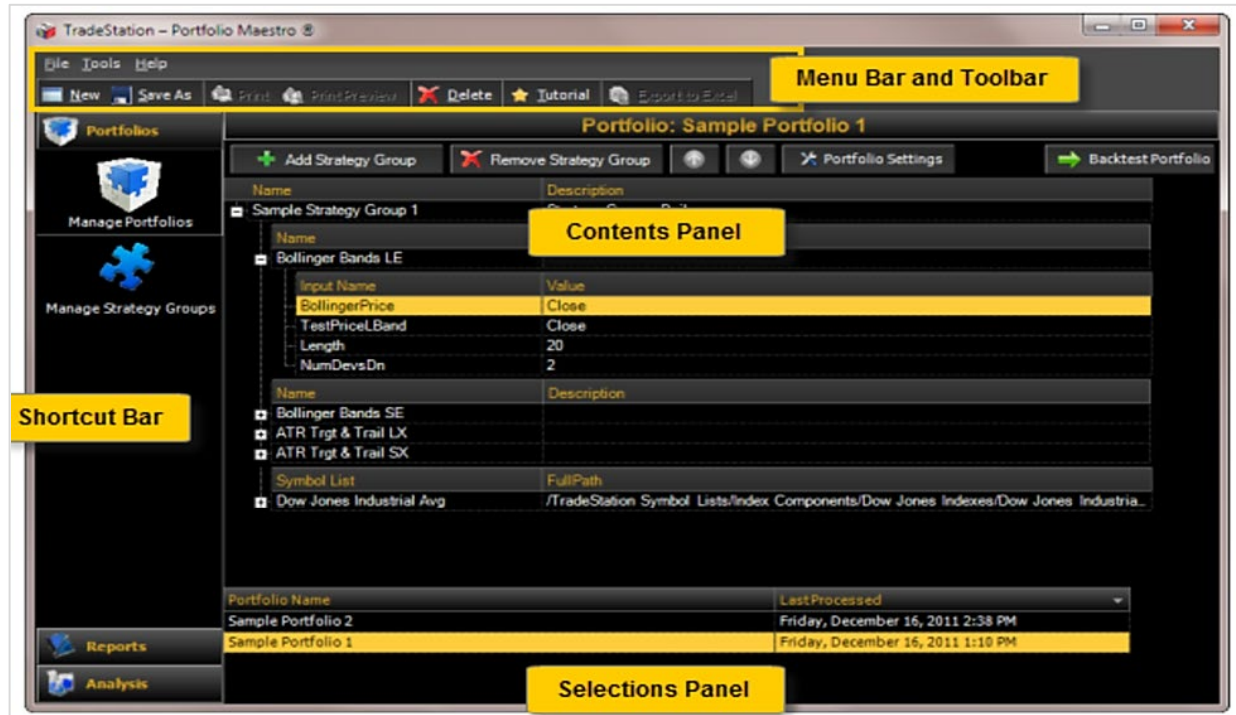 TradeStation – Portfolio Maestro ®
File Tools Help
Menu Bar and Toolbar
New Save As Print Print Preview Delete Tutorial Export to Excel
Portfolios
Portfolio: Sample Portfolio 1
Add Strategy Group Remove Strategy Group Portfolio Settings Backtest Portfolio
Name Description
Manage Portfolios
Sample Strategy Group 1
Contents Panel
Name
Bollinger Bands LE
Input Name Value
Manage Strategy Groups
BollingerPrice Close
TestPriceLBand Close
Length 20
NumDevsDn 2
Name Description
Shortcut Bar
Bollinger Bands SE
ATR Trgt & Trail LX
ATR Trgt & Trail SX
Symbol List FullPath
Dow Jones Industrial Avg /TradeStation Symbol Lists/Index Components/Dow Jones Indexes/Dow Jones Industria...
Portfolio Name LastProcessed
Sample Portfolio 2 Friday, December 16, 2011 2:38 PM
Reports
Sample Portfolio 1 Friday, December 16, 2011 1:10 PM
Analysis
Selections Panel